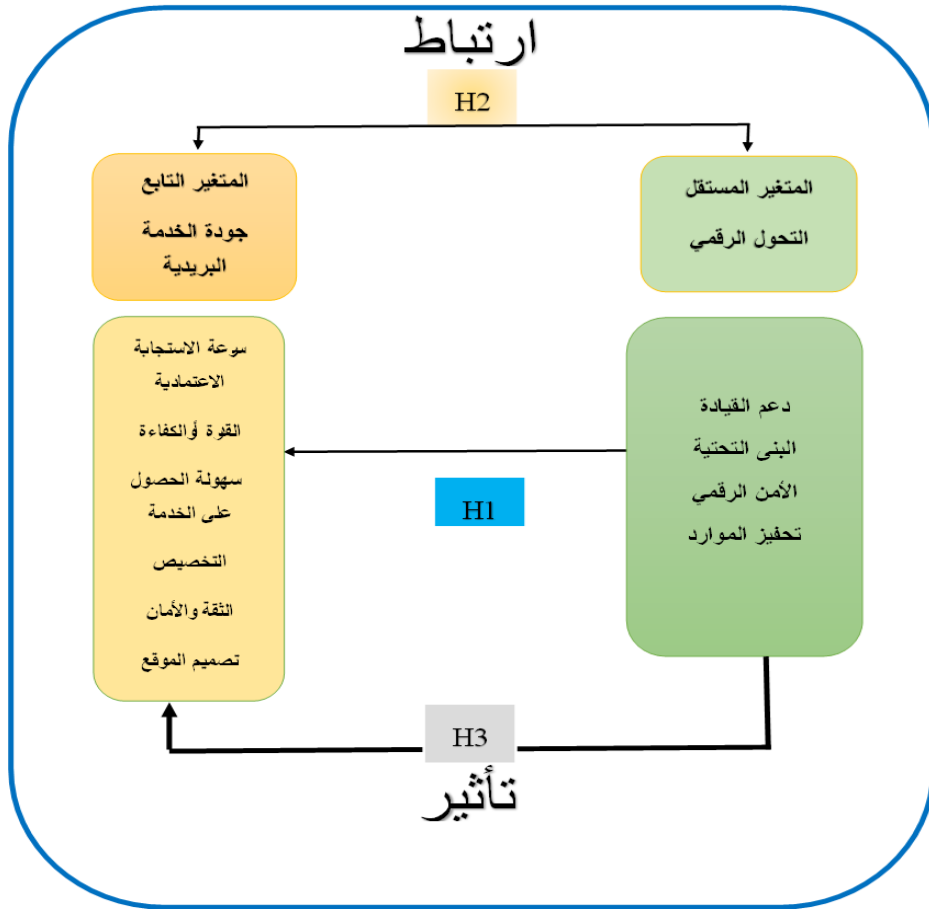 ارتباط
H2
المتغير المستقل
التحول الرقمي
المتغير التابع
جودة الخدمة
البريدية
دعم القيادة
البنى التحتية
الأمن الرقمي
تحفيز الموارد
H1
سوعة الاستجابة
الاعتمادية
القوة أوالكفاءة
سهولة الحصول
على الخدمة
التخصيص
الثقة والأمان
تصميم الموقع
H3
تأثير